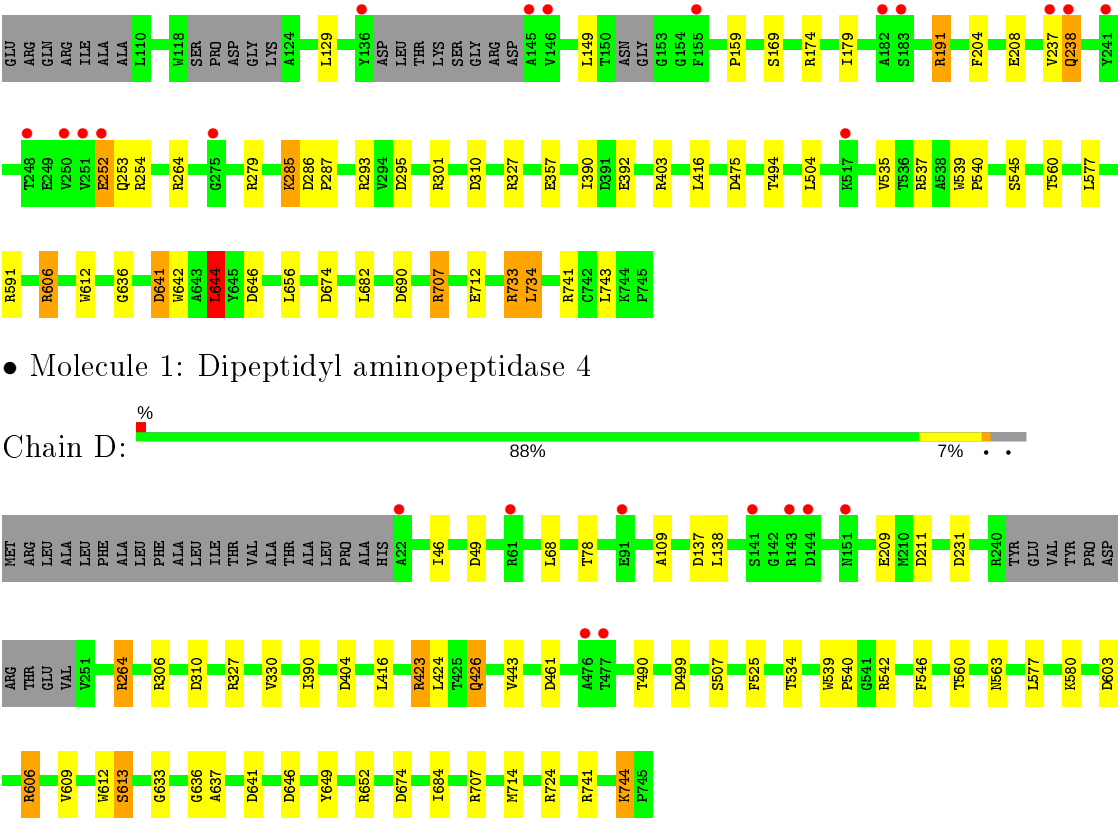 GLU ARG GLN ARG ILE ALA ALA L110 W118 SER PRO ASP GLY LYS A124 L129 Y136 ASP LEU THR LYS SER GLY ARG ASP A145 V146 L149 T150 ASN GLY G153 G154 F155 P159 S169 R174 I179 A182 S183 R191 F204 E208 V237 Q238 Y241
T248 E249 V250 V251 E252 Q253 R254 R264 G275 R279 K285 D286 P287 R293 V294 D295 R301 D310 R327 E357 I390 D391 E392 R403 L416 D475 T494 L504 K517 V535 T536 R537 A538 W539 P540 S545 T560 L577
R591 R606 W612 G636 D641 W642 A643 L644 Y645 D646 L656 D674 L682 D690 R707 E712 R733 L734 R741 C742 L743 K744 P745
• Molecule 1: Dipeptidyl aminopeptidase 4
%
Chain D:
88% 7% • •
MET ARG LEU ALA LEU PHE ALA LEU PHE ALA LEU ILE THR VAL ALA THR ALA LEU PRO ALA HIS A22 I46 D49 R61 L68 T78 E91 A109 D137 L138 S141 G142 R143 D144 N151 E209 M210 D211 D231 R240 TYR GLU VAL TYR PRO ASP
ARG THR GLU VAL V251 R264 R306 D310 R327 V330 I390 D404 L416 R423 L424 T425 Q426 V443 D461 A476 T477 T490 D499 S507 F525 T534 W539 P540 G541 R542 F546 T560 N563 L577 K580 D603
R606 V609 W612 S613 G633 G636 A637 D641 D646 Y649 R652 D674 I684 R707 M714 R724 R741 K744 P745